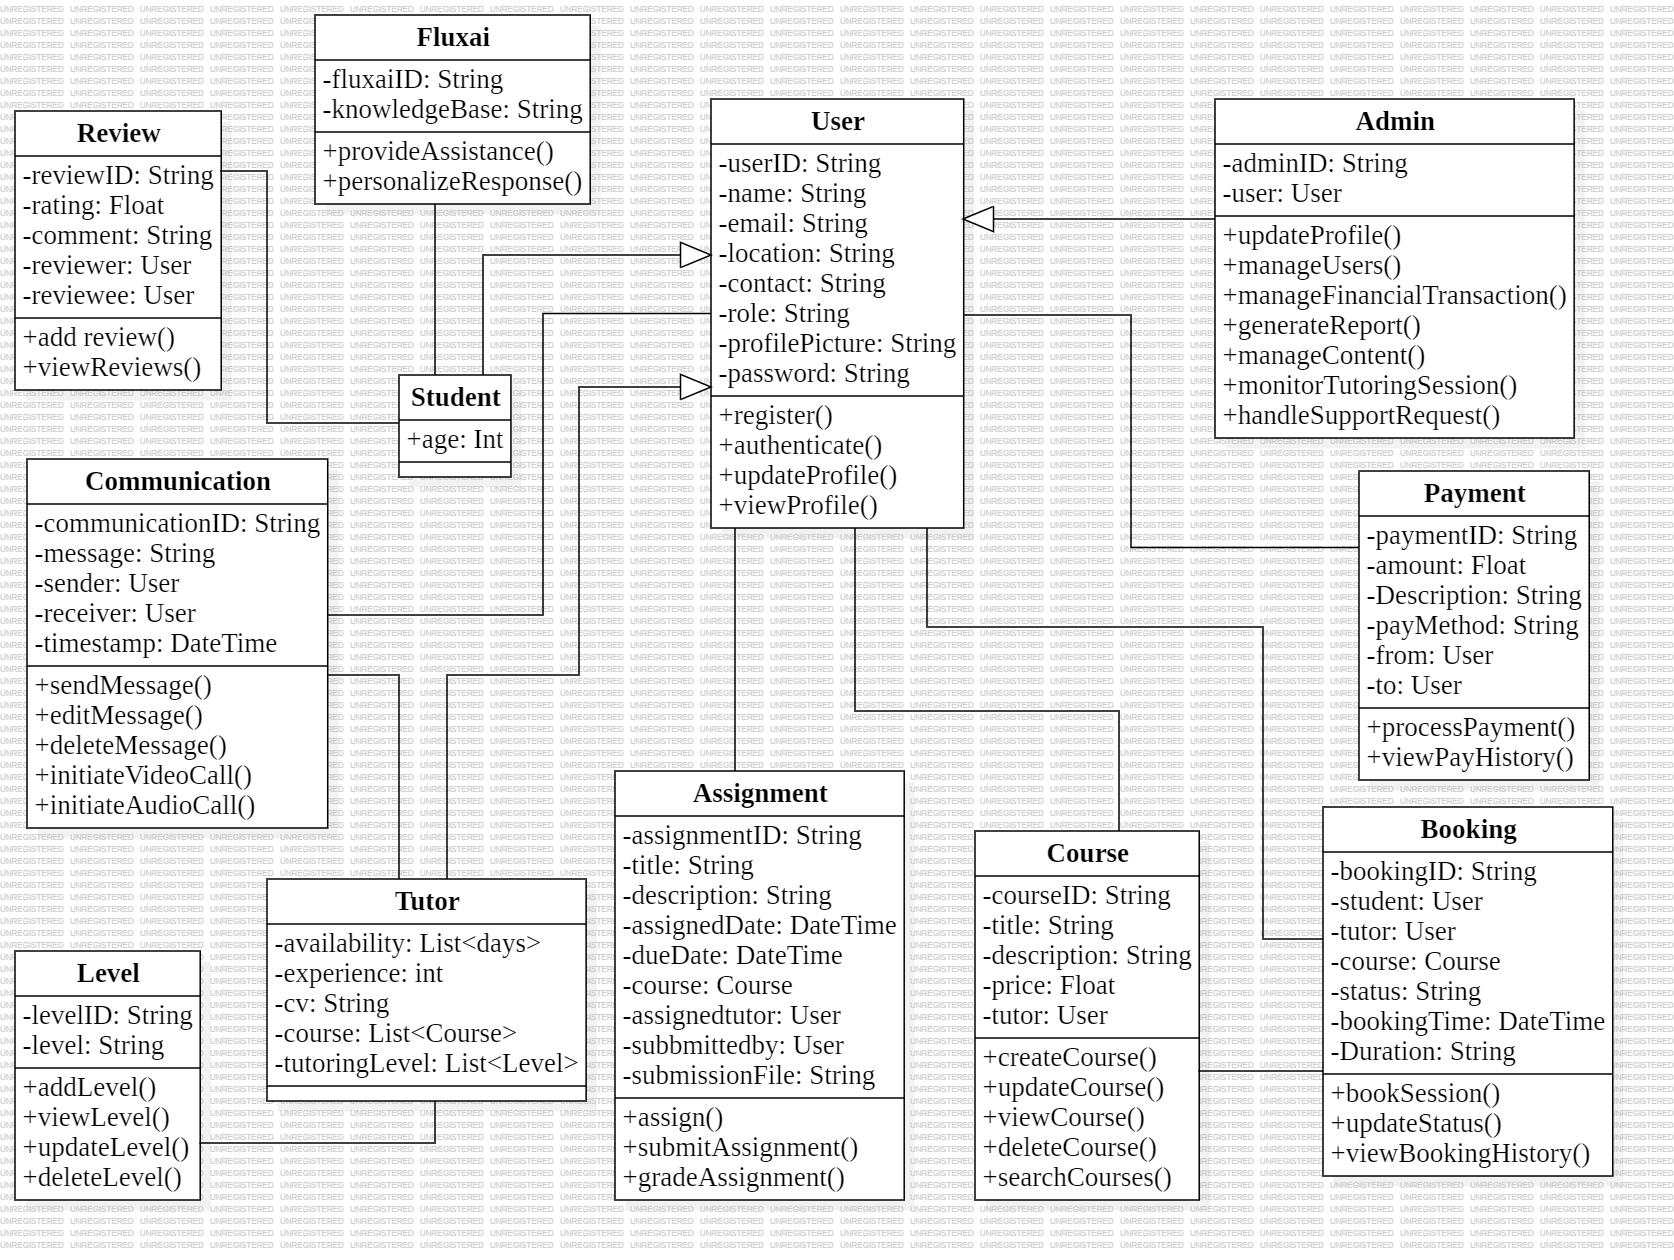 Fluxai
-fluxaiID: String
-knowledgeBase: String
+provideAssistance()
+personalizeResponse()
Review
-reviewID: String
-rating: Float
-comment: String
-reviewer: User
-reviewee: User
+add review()
+viewReviews()
User
-userID: String
-name: String
-email: String
-location: String
-contact: String
-role: String
-profilePicture: String
-password: String
+register()
+authenticate()
+updateProfile()
+viewProfile()
Admin
-adminID: String
-user: User
+updateProfile()
+manageUsers()
+manageFinancialTransaction()
+generateReport()
+manageContent()
+monitorTutoringSession()
+handleSupportRequest()
Student
+age: Int
Communication
-communicationID: String
-message: String
-sender: User
-receiver: User
-timestamp: DateTime
+sendMessage()
+editMessage()
+deleteMessage()
+initiateVideoCall()
+initiateAudioCall()
Payment
-paymentID: String
-amount: Float
-Description: String
-payMethod: String
-from: User
-to: User
+processPayment()
+viewPayHistory()
Assignment
-assignmentID: String
-title: String
-description: String
-assignedDate: DateTime
-dueDate: DateTime
-course: Course
-assignedtutor: User
-subbmittedby: User
-submissionFile: String
+assign()
+submitAssignment()
+gradeAssignment()
Course
-courseID: String
-title: String
-description: String
-price: Float
-tutor: User
+createCourse()
+updateCourse()
+viewCourse()
+deleteCourse()
+searchCourses()
Booking
-bookingID: String
-student: User
-tutor: User
-course: Course
-status: String
-bookingTime: DateTime
-Duration: String
+bookSession()
+updateStatus()
+viewBookingHistory()
Tutor
-availability: List<days>
-experience: int
-cv: String
-course: List<Course>
-tutoringLevel: List<Level>
Level
-levelID: String
-level: String
+addLevel()
+viewLevel()
+updateLevel()
+deleteLevel()
UNREGISTERED